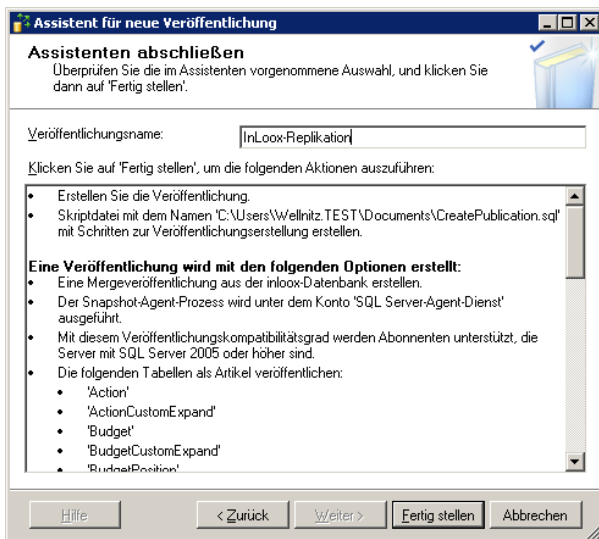 Assistent für neue Veröffentlichung
Assistenten abschließen
Überprüfen Sie die im Assistenten vorgenommene Auswahl, und klicken Sie
dann auf 'Fertig stellen'.
Veröffentlichungsname:
InLoox-Replikation
Klicken Sie auf 'Fertig stellen', um die folgenden Aktionen auszuführen:
• Erstellen Sie die Veröffentlichung.
• Skriptdatei mit dem Namen 'C:\Users\Wellnitz.TEST\Documents\CreatePublication.sql'
mit Schritten zur Veröffentlichungserstellung erstellen.
Eine Veröffentlichung wird mit den folgenden Optionen erstellt:
• Eine Mergeveröffentlichung aus der inloox-Datenbank erstellen.
• Der Snapshot-Agent-Prozess wird unter dem Konto 'SQL Server-Agent-Dienst'
ausgeführt.
• Mit diesem Veröffentlichungskompatibilitätsgrad werden Abonnenten unterstützt, die
Server mit SQL Server 2005 oder höher sind.
• Die folgenden Tabellen als Artikel veröffentlichen:
• 'Action'
• 'ActionCustomExpand'
• 'Budget'
• 'BudgetCustomExpand'
• 'BudgetPosition'
Hilfe
< Zurück
Weiter >
Fertig stellen
Abbrechen